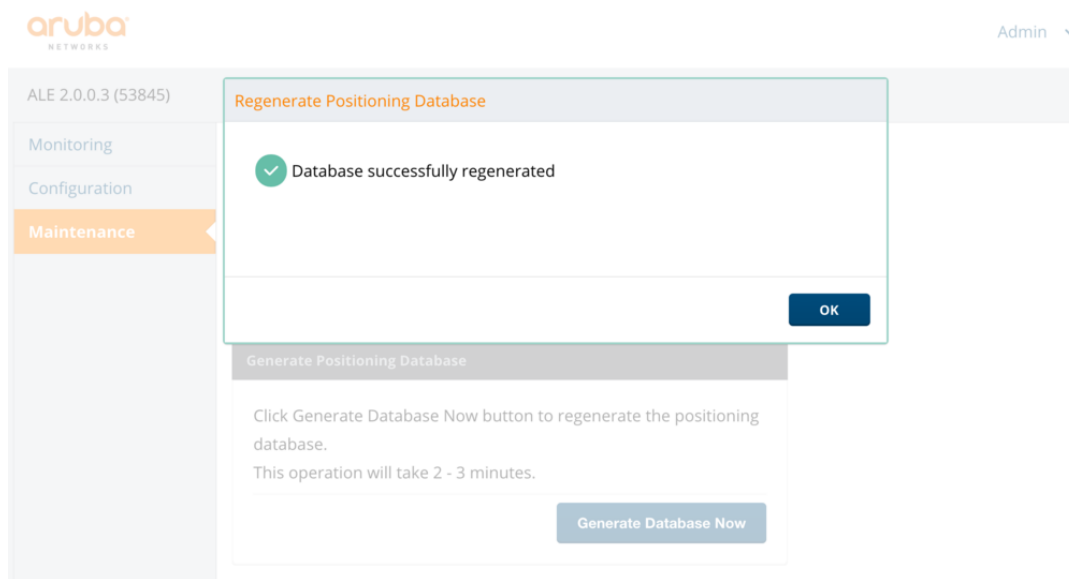 aruba
NETWORKS
Admin
ALE 2.0.0.3 (53845)
Monitoring
Configuration
Maintenance
Regenerate Positioning Database
Database successfully regenerated
OK
Generate Positioning Database
Click Generate Database Now button to regenerate the positioning
database.
This operation will take 2 - 3 minutes.
Generate Database Now